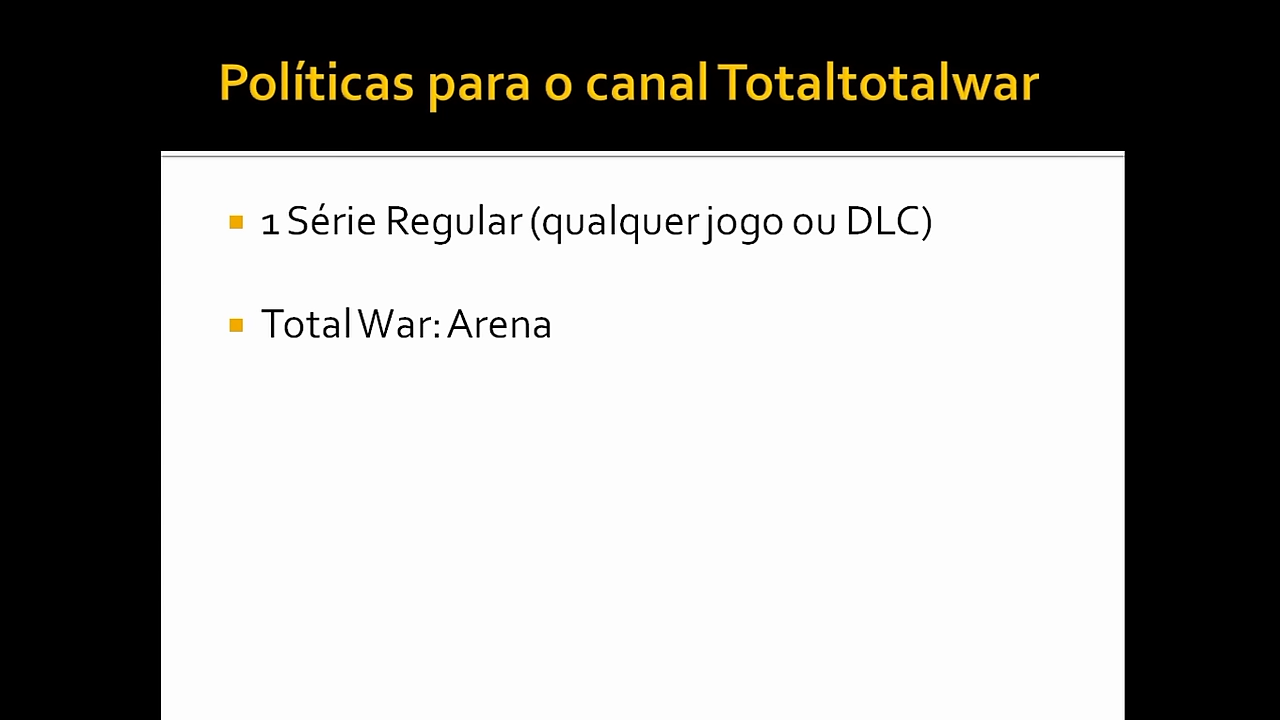 Políticas para o canal Totaltotalwar
1 Série Regular (qualquer jogo ou DLC)
Total War: Arena